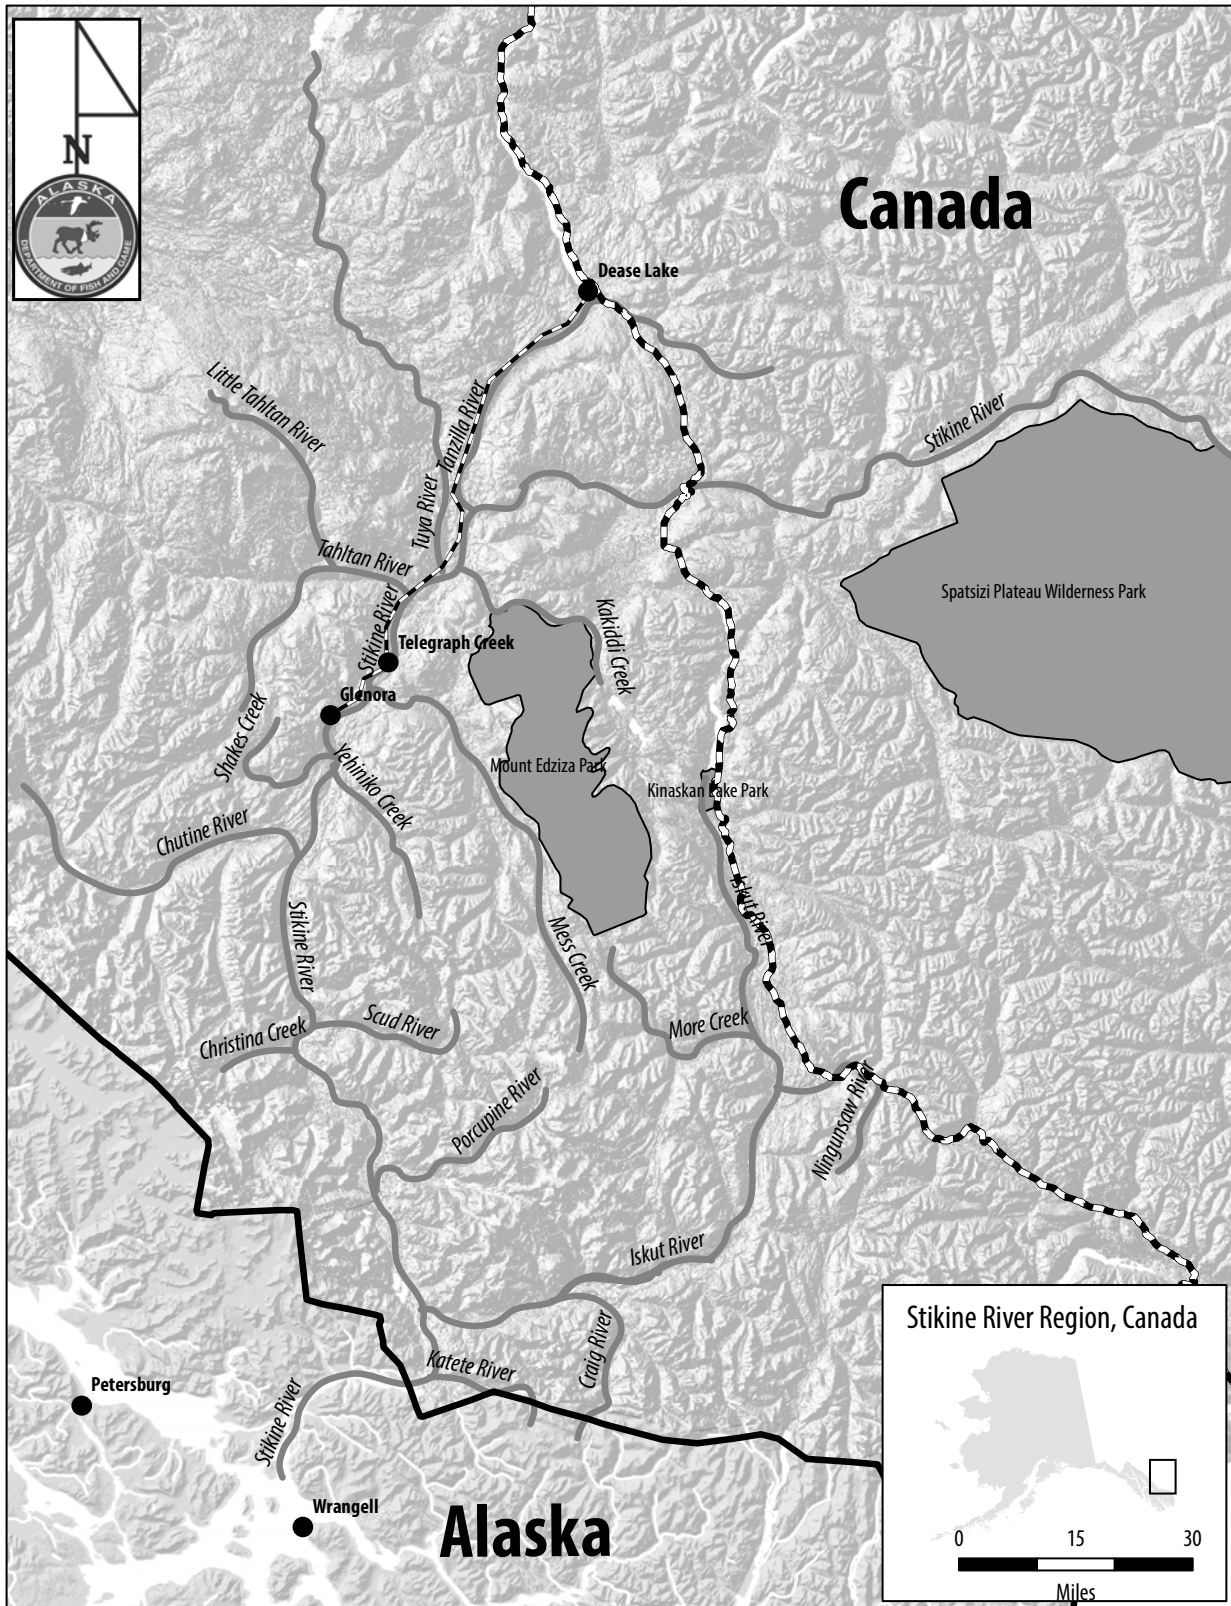 N
ALASKA
DEPARTMENT OF FISH AND GAME
Canada
Dease Lake
Little Tahltan River
Tanzilla River
Stikine River
Tuya River
Tahltan River
Spatsizi Plateau Wilderness Park
Stikine River
Kakiddi Creek
Telegraph Creek
Glenora
Shakes Creek
Yehiniko Creek
Mount Edziza Park
Kinaskan Lake Park
Chutine River
Iskut River
Stikine River
Mess Creek
Scud River
More Creek
Christina Creek
Porcupine River
Ningunsaw River
Iskut River
Craig River
Katete River
Petersburg
Stikine River
Wrangell
Alaska
Stikine River Region, Canada
0 15 30
Miles